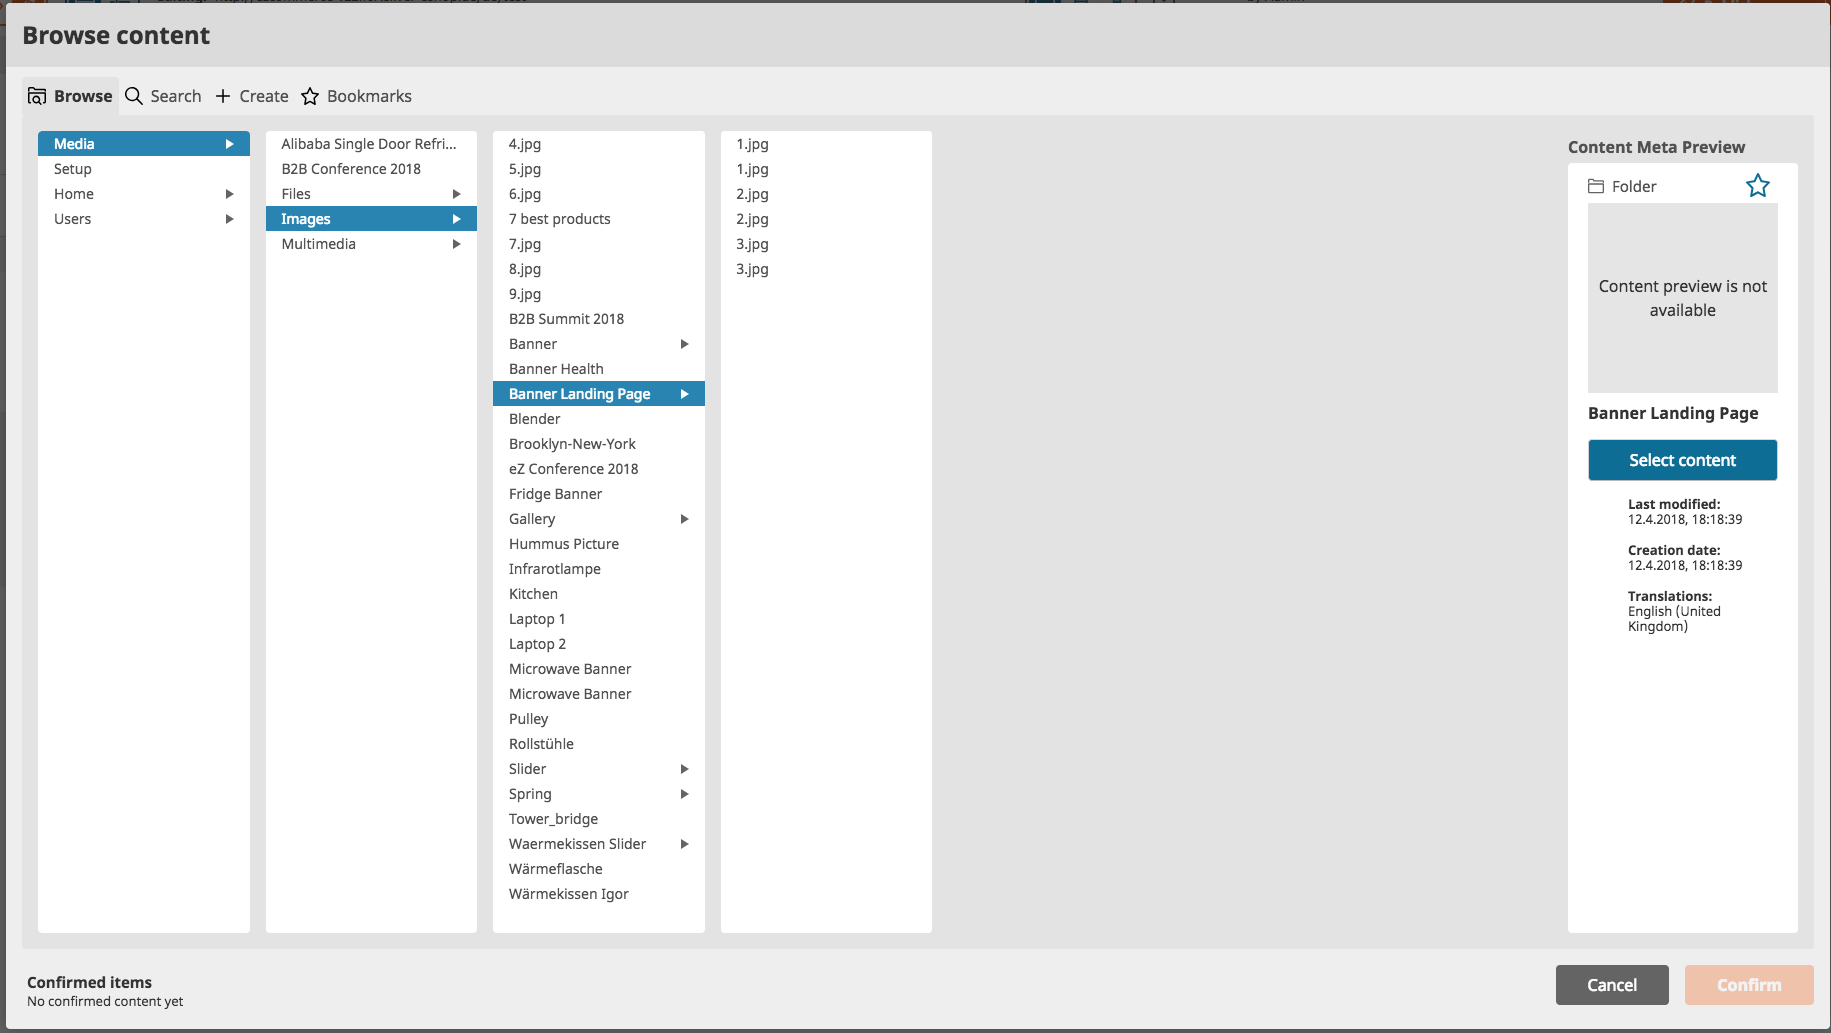 Browse content
Browse
Search
Create
Bookmarks
Media
Setup
Home
Users
Alibaba Single Door Refri...
B2B Conference 2018
Files
Images
Multimedia
4.jpg
5.jpg
6.jpg
7 best products
7.jpg
8.jpg
9.jpg
B2B Summit 2018
Banner
Banner Health
Banner Landing Page
Blender
Brooklyn-New-York
eZ Conference 2018
Fridge Banner
Gallery
Hummus Picture
Infrarotlampe
Kitchen
Laptop 1
Laptop 2
Microwave Banner
Microwave Banner
Pulley
Rollstühle
Slider
Spring
Tower_bridge
Waermekissen Slider
Wärmeflasche
Wärmekissen Igor
1.jpg
1.jpg
2.jpg
2.jpg
3.jpg
3.jpg
Content Meta Preview
Folder
Content preview is not
available
Banner Landing Page
Select content
Last modified:
12.4.2018, 18:18:39
Creation date:
12.4.2018, 18:18:39
Translations:
English (United
Kingdom)
Confirmed items
No confirmed content yet
Cancel
Confirm